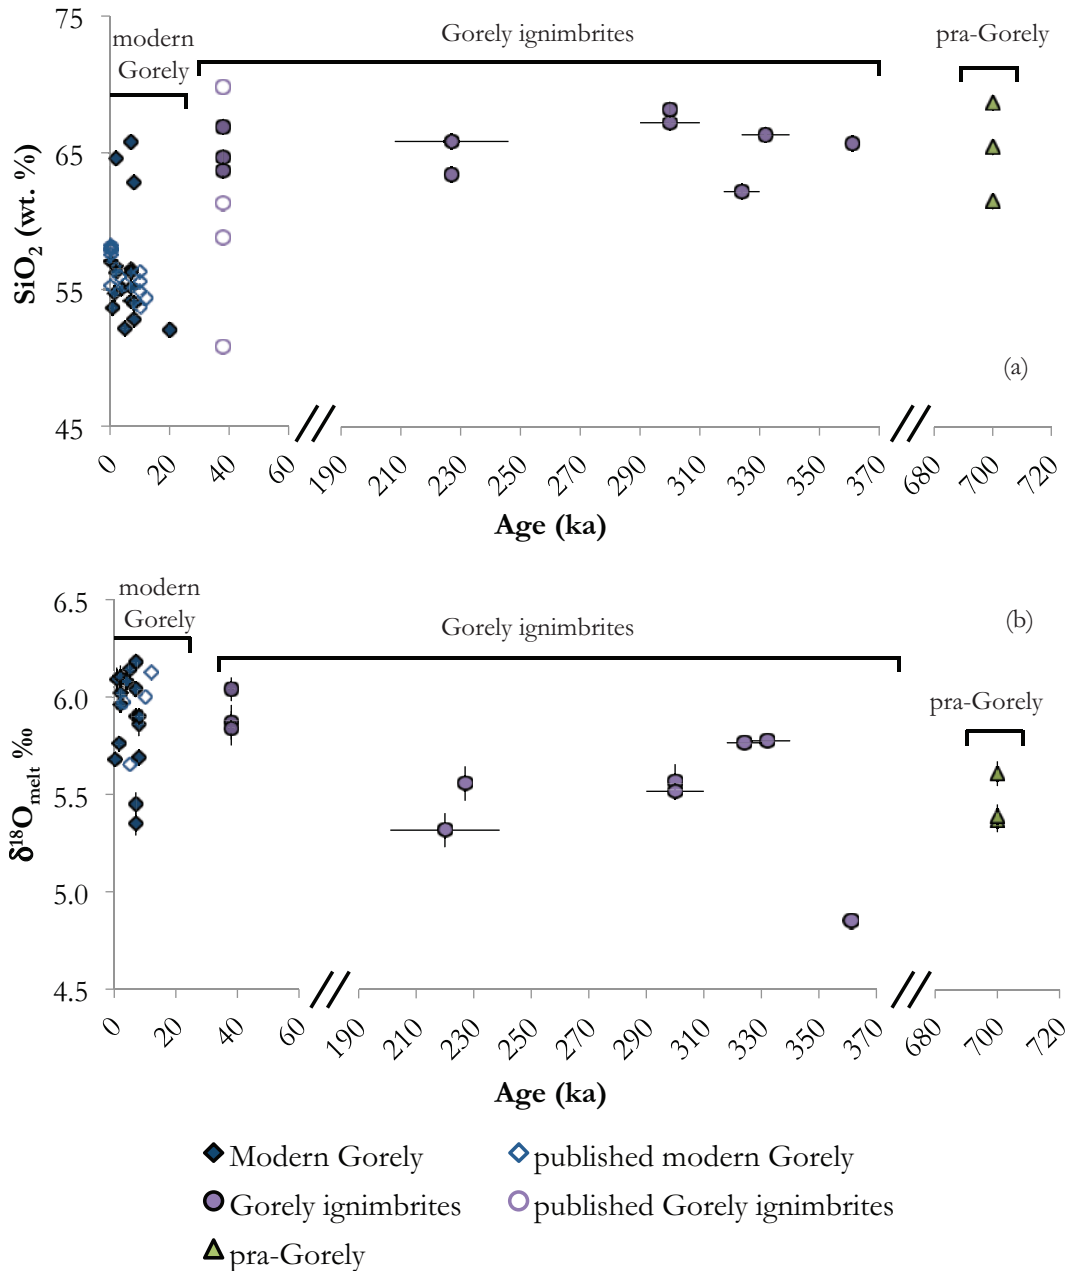 modern
Gorely
Gorely ignimbrites
pra-Gorely
75
65
55
45
SiO2 (wt. %)
(a)
0 20 40 60 190 210 230 250 270 290 310 330 350 370 680 700 720
Age (ka)
modern
Gorely
Gorely ignimbrites
(b)
pra-Gorely
6.5
6.0
5.5
5.0
4.5
δ18Omelt ‰
0 20 40 60 190 210 230 250 270 290 310 330 350 370 680 700 720
Age (ka)
Modern Gorely published modern Gorely
Gorely ignimbrites published Gorely ignimbrites
pra-Gorely